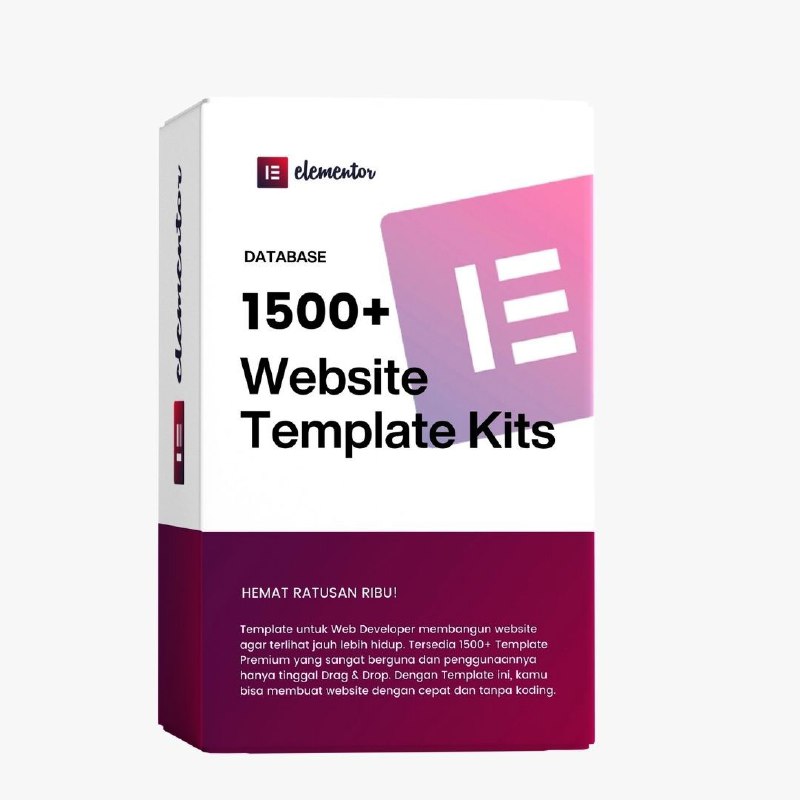 elementor
elementor
DATABASE
1500+
Website
Template Kits
HEMAT RATUSAN RIBU!
Template untuk Web Developer membangun website
agar terlihat jauh lebih hidup. Tersedia 1500+ Template
Premium yang sangat berguna dan penggunaannya
hanya tinggal Drag & Drop. Dengan Template ini, kamu
bisa membuat website dengan cepat dan tanpa koding.